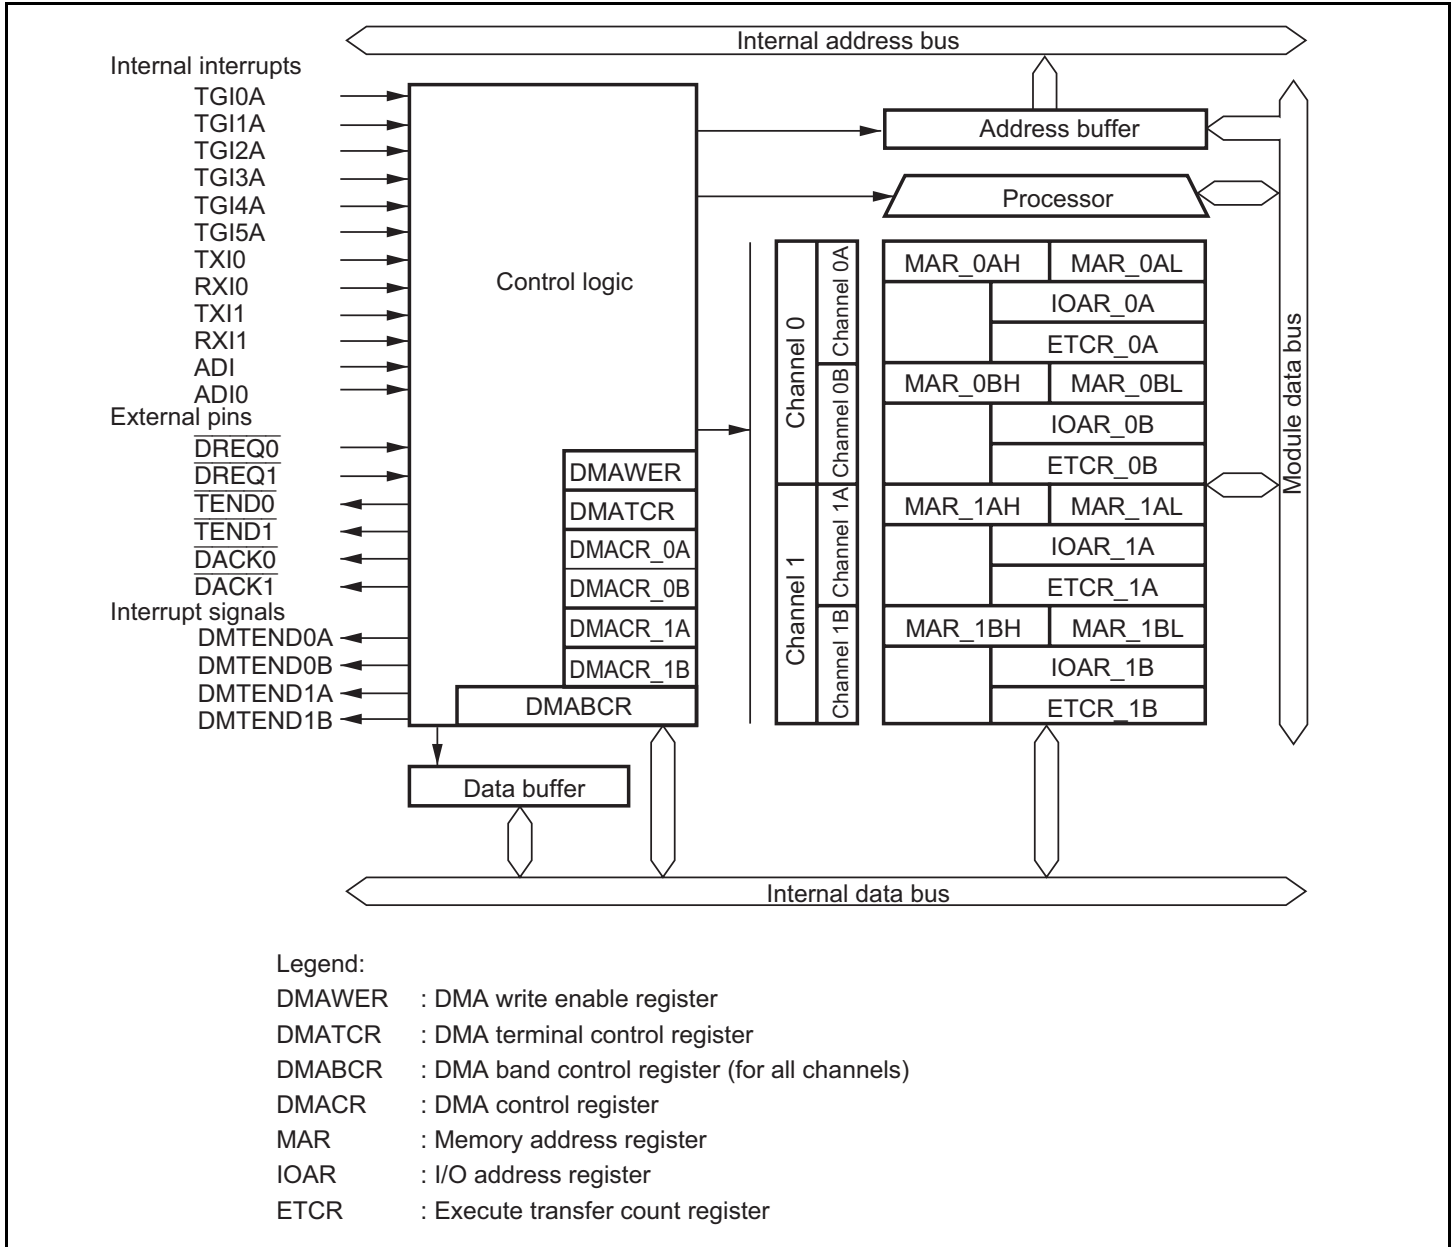 Internal address bus
Internal interrupts
TGI0A
TGI1A
TGI2A
TGI3A
TGI4A
TGI5A
TXI0
RXI0
TXI1
RXI1
ADI
ADI0
External pins
DREQ0
DREQ1
TEND0
TEND1
DACK0
DACK1
Interrupt signals
DMTEND0A
DMTEND0B
DMTEND1A
DMTEND1B
Control logic
DMAWER
DMATCR
DMACR_0A
DMACR_0B
DMACR_1A
DMACR_1B
DMABCR
Data buffer
Address buffer
Processor
Channel 0
Channel 0A
Channel 0B
Channel 1
Channel 1A
Channel 1B
MAR_0AH MAR_0AL
IOAR_0A
ETCR_0A
MAR_0BH MAR_0BL
IOAR_0B
ETCR_0B
MAR_1AH MAR_1AL
IOAR_1A
ETCR_1A
MAR_1BH MAR_1BL
IOAR_1B
ETCR_1B
Module data bus
Internal data bus
Legend:
DMAWER : DMA write enable register
DMATCR : DMA terminal control register
DMABCR : DMA band control register (for all channels)
DMACR : DMA control register
MAR : Memory address register
IOAR : I/O address register
ETCR : Execute transfer count register